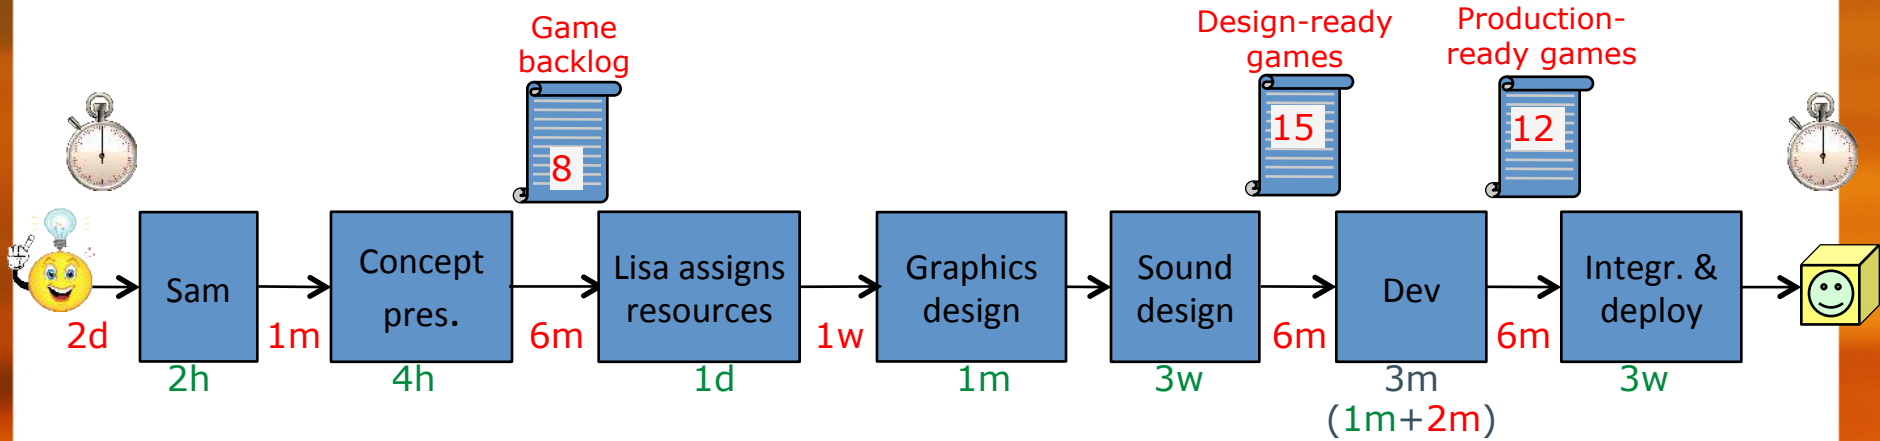 Game
backlog
Design-ready
games
Production-
ready games
8
15
12
Sam
Concept
pres.
Lisa assigns
resources
Graphics
design
Sound
design
Dev
Integr. &
deploy
2d
1m
6m
1w
6m
6m
2h
4h
1d
1m
3w
3m
3w
(1m+2m)